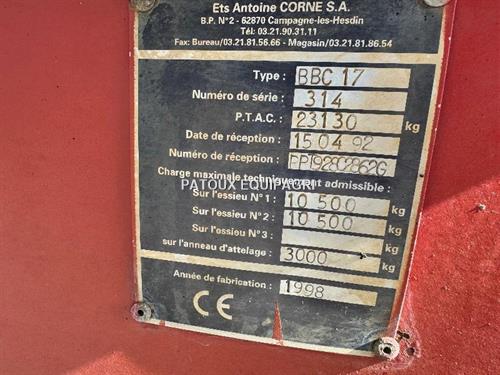 Ets Antoine CORNE S.A.
B.P. N°2 - 62870 Campagne-les-Hesdin
Tél: 03.21.90.31.11
Fax: Bureau/03.21.81.56.66 - Magasin/03.21.81.86.54
Type : BBC 17
Numéro de série : 314
P.T.A.C. : 23130 kg
Date de réception : 15 04 92
Numéro de réception :
Charge maximale techniquement admissible :
PATOUX EQUIPAGRI
Sur l'essieu N°1 : 10 500 kg
Sur l'essieu N°2 : 10 500 kg
Sur l'essieu N°3 : kg
sur l'anneau d'attelage : 3000 kg
Année de fabrication : 1998
CE